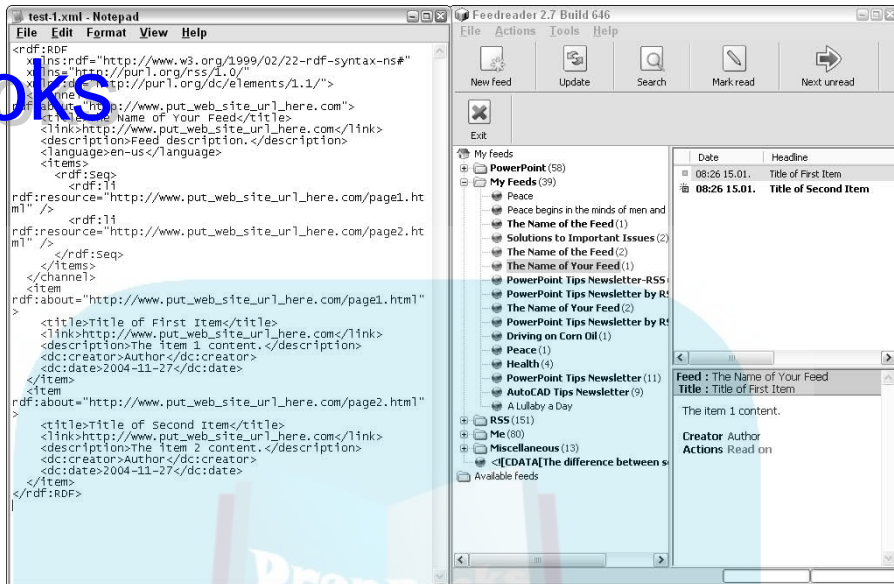 test-1.xml - Notepad
File Edit Format View Help
<rdf:RDF
xmlns:rdf="http://www.w3.org/1999/02/22-rdf-syntax-ns#"
xmlns="http://purl.org/rss/1.0/"
"http://purl.org/dc/elements/1.1/">
oks
rdf:about="http://www.put_web_site_url_here.com">
<title>The Name of Your Feed</title>
<link>http://www.put_web_site_url_here.com</link>
<description>Feed description.</description>
<language>en-us</language>
<items>
<rdf:Seq>
<rdf:li
rdf:resource="http://www.put_web_site_url_here.com/page1.ht
ml" />
<rdf:li
rdf:resource="http://www.put_web_site_url_here.com/page2.ht
ml" />
</rdf:Seq>
</items>
</channel>
<item
rdf:about="http://www.put_web_site_url_here.com/page1.html"
>
<title>Title of First Item</title>
<link>http://www.put_web_site_url_here.com</link>
<description>The item 1 content.</description>
<dc:creator>Author</dc:creator>
<dc:date>2004-11-27</dc:date>
</item>
<item
rdf:about="http://www.put_web_site_url_here.com/page2.html"
>
<title>Title of Second Item</title>
<link>http://www.put_web_site_url_here.com</link>
<description>The item 2 content.</description>
<dc:creator>Author</dc:creator>
<dc:date>2004-11-27</dc:date>
</item>
</rdf:RDF>
Feedreader 2.7 Build 646
File Actions Tools Help
New feed Update Search Mark read Next unread
Exit
My feeds
PowerPoint (58)
My Feeds (39)
Peace
Peace begins in the minds of men and
The Name of the Feed (1)
Solutions to Important Issues (2)
The Name of the Feed (2)
The Name of Your Feed (1)
PowerPoint Tips Newsletter-RSS (
PowerPoint Tips Newsletter by RS
The Name of Your Feed (2)
PowerPoint Tips Newsletter by RS
Driving on Corn Oil (1)
Peace (1)
Health (4)
PowerPoint Tips Newsletter (11)
AutoCAD Tips Newsletter (9)
A Lullaby a Day
RSS (151)
Me (80)
Miscellaneous (13)
<![CDATA[The difference between s
Available feeds
Date Headline
08:26 15.01. Title of First Item
08:26 15.01. Title of Second Item
Feed : The Name of Your Feed
Title : Title of First Item
The item 1 content.
Creator Author
Actions Read on